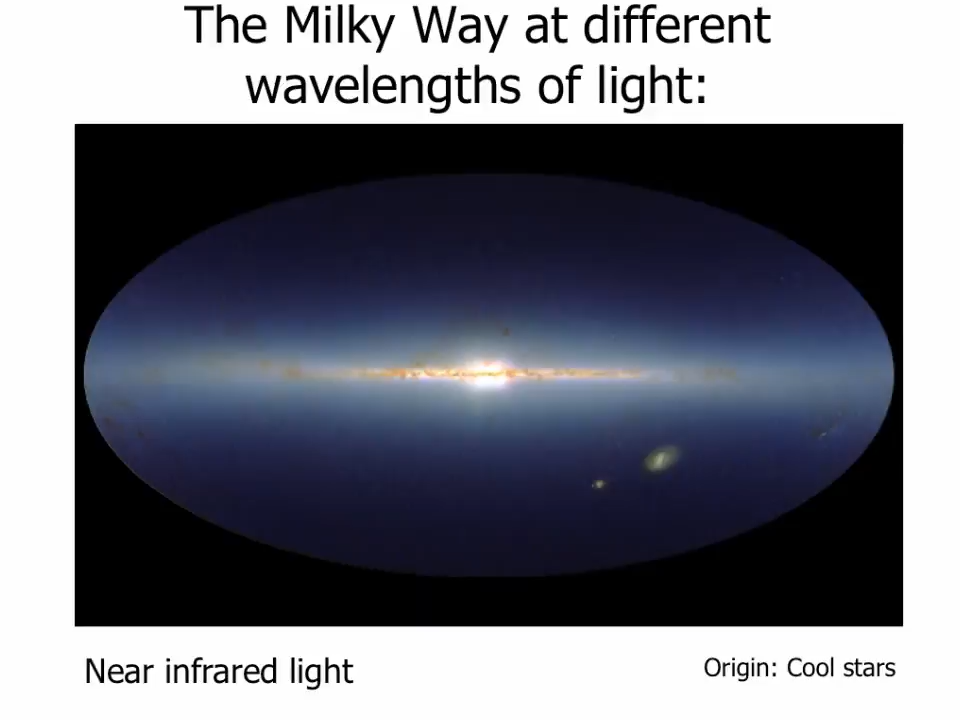 The Milky Way at different
wavelengths of light:
Near infrared light
Origin: Cool stars